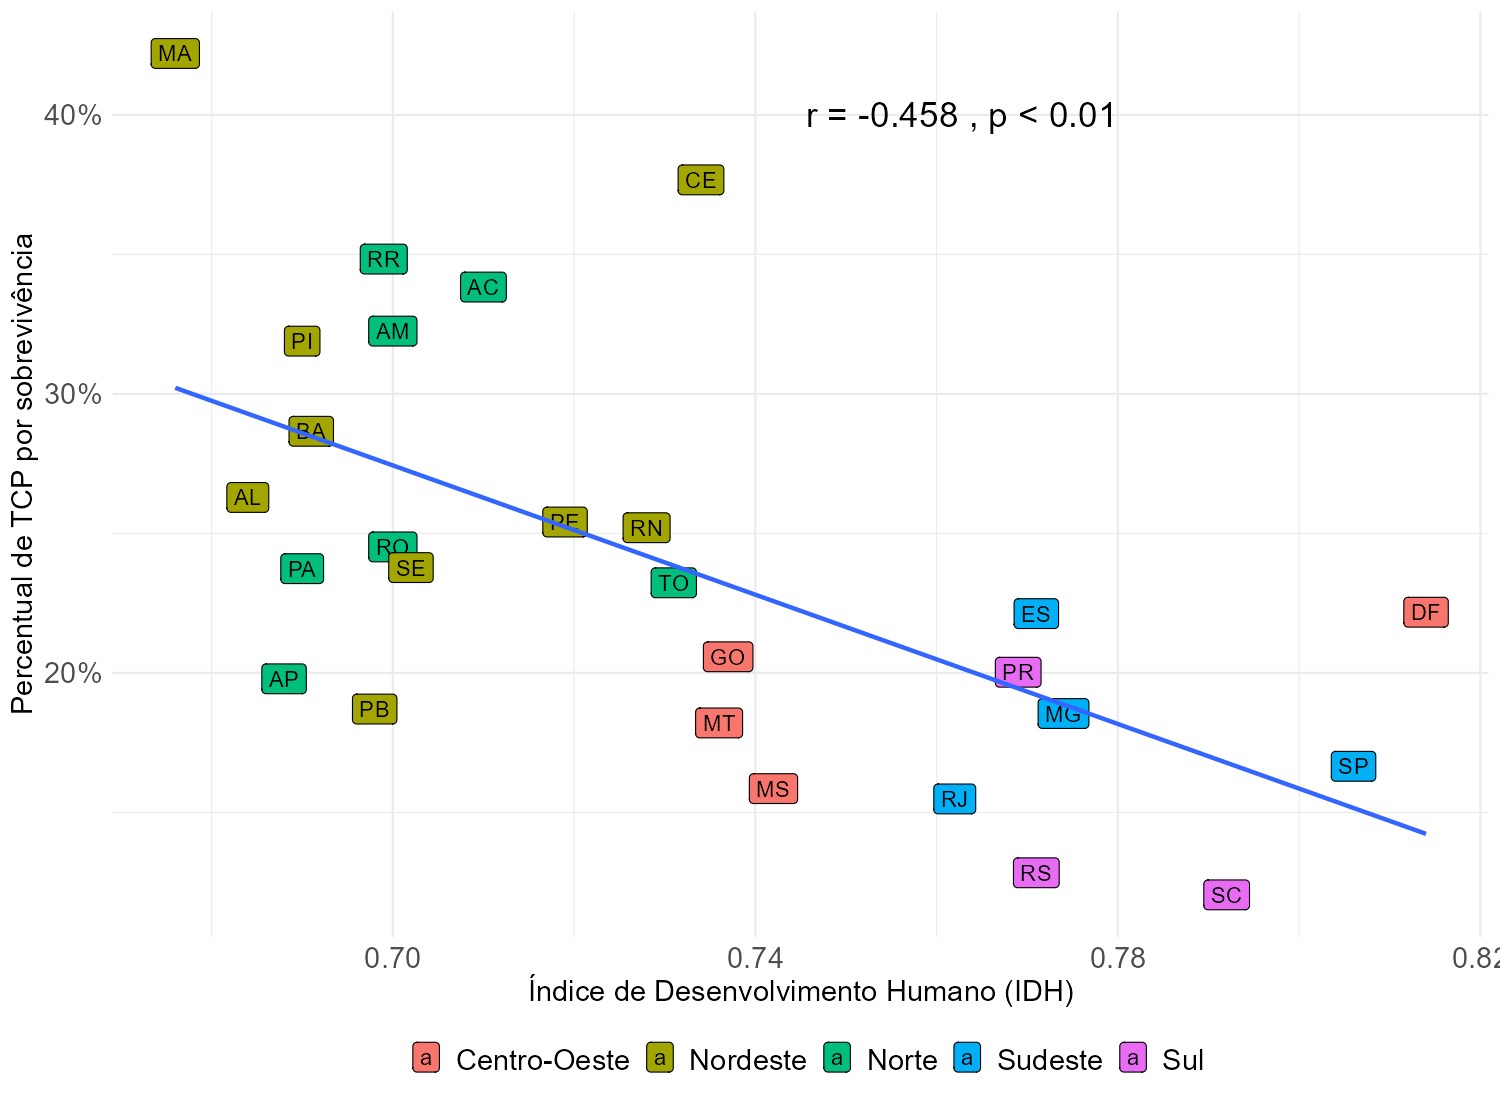 MA
40%
r = -0.458 , p < 0.01
CE
RR
AC
AM
PI
30%
BA
AL
PE
RN
RO
SE
PA
TO
ES
DF
GO
PR
20%
AP
PB
MG
MT
SP
MS
RJ
RS
SC
Percentual de TCP por sobrevivência
0.70 0.74 0.78 0.82
Índice de Desenvolvimento Humano (IDH)
a Centro-Oeste a Nordeste a Norte a Sudeste a Sul